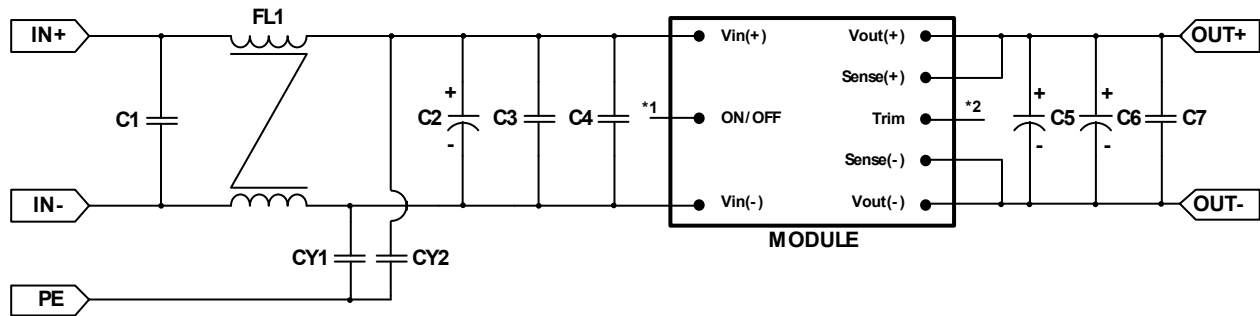 FL1
IN+
Vin(+)
Vout(+)
OUT+
Sense(+)
+
+
+
C1
C2
C3
C4
*1
ON/OFF
Trim
*2
C5
C6
C7
-
-
-
Sense(-)
IN-
Vin(-)
Vout(-)
OUT-
MODULE
CY1
CY2
PE